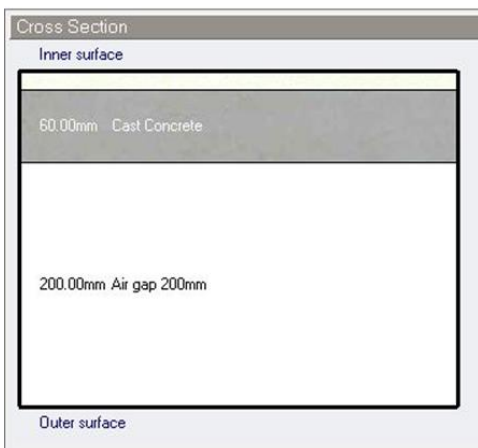 Cross Section
Inner surface
60.00mm Cast Concrete
200.00mm Air gap 200mm
Outer surface